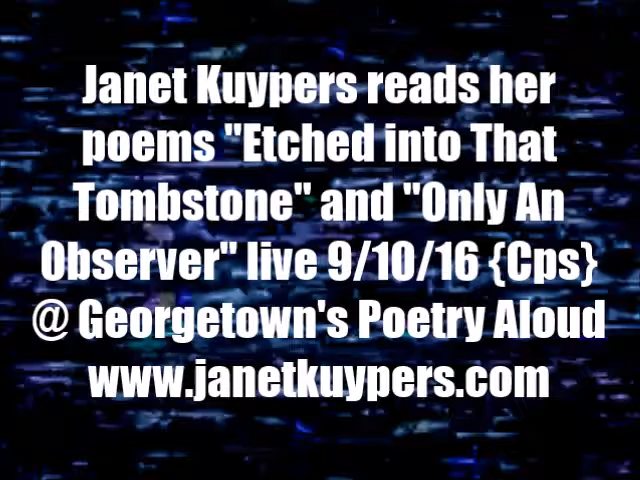 Janet Kuypers reads her
poems "Etched into That
Tombstone" and "Only An
Observer" live 9/10/16 {Cps}
@ Georgetown's Poetry Aloud
www.janetkuypers.com